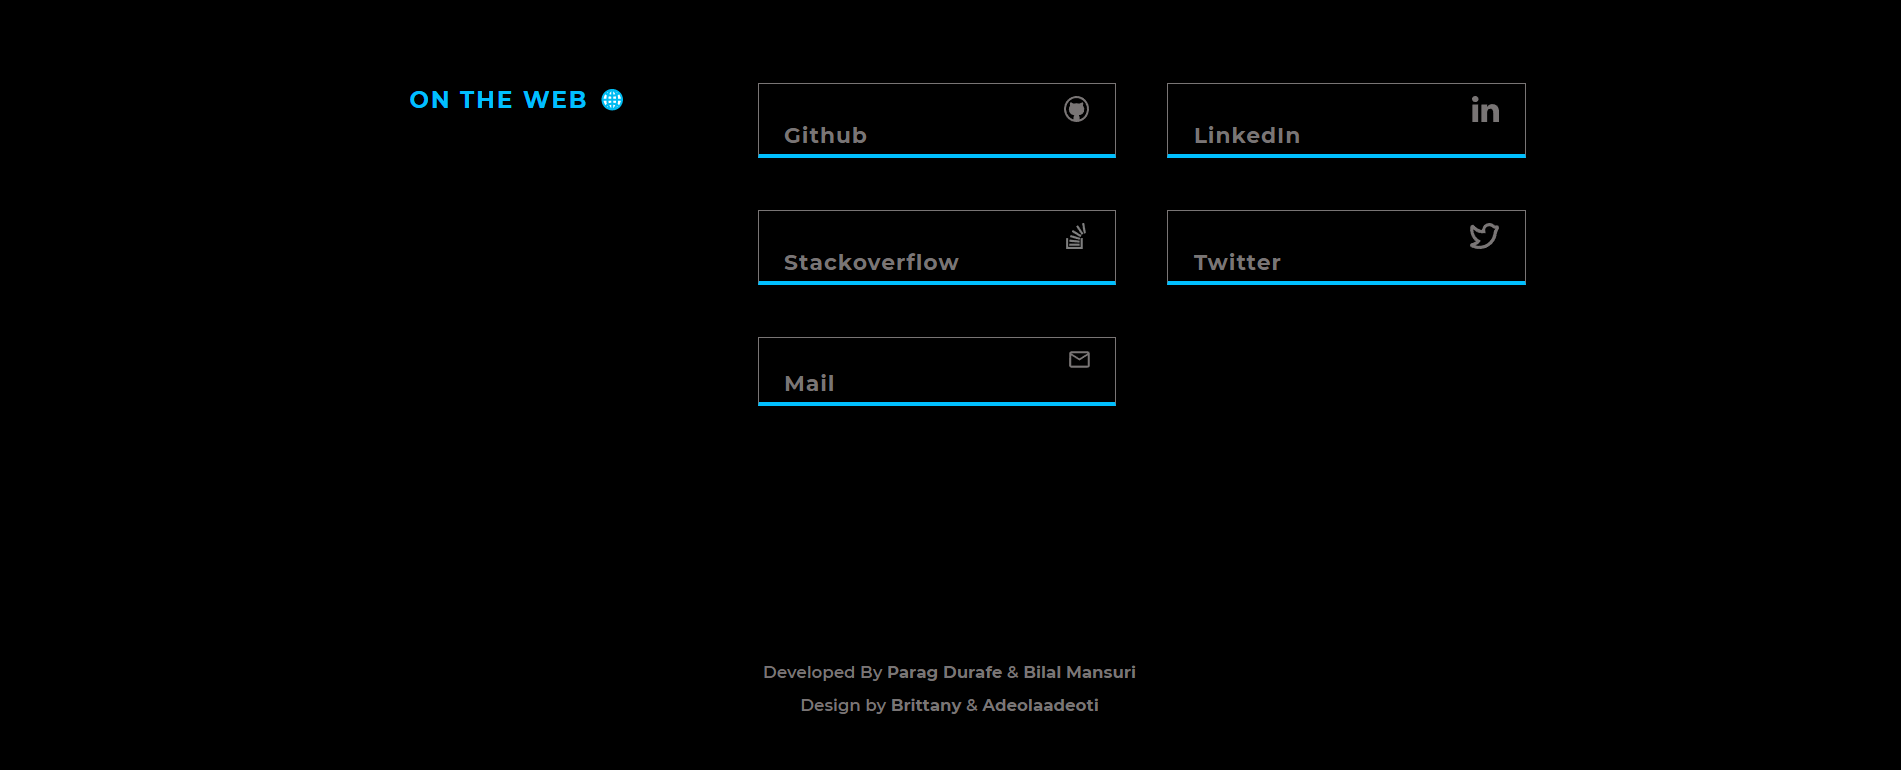 ON THE WEB
Github
LinkedIn
Stackoverflow
Twitter
Mail
Developed By Parag Durafe & Bilal Mansuri
Design by Brittany & Adeolaadeoti